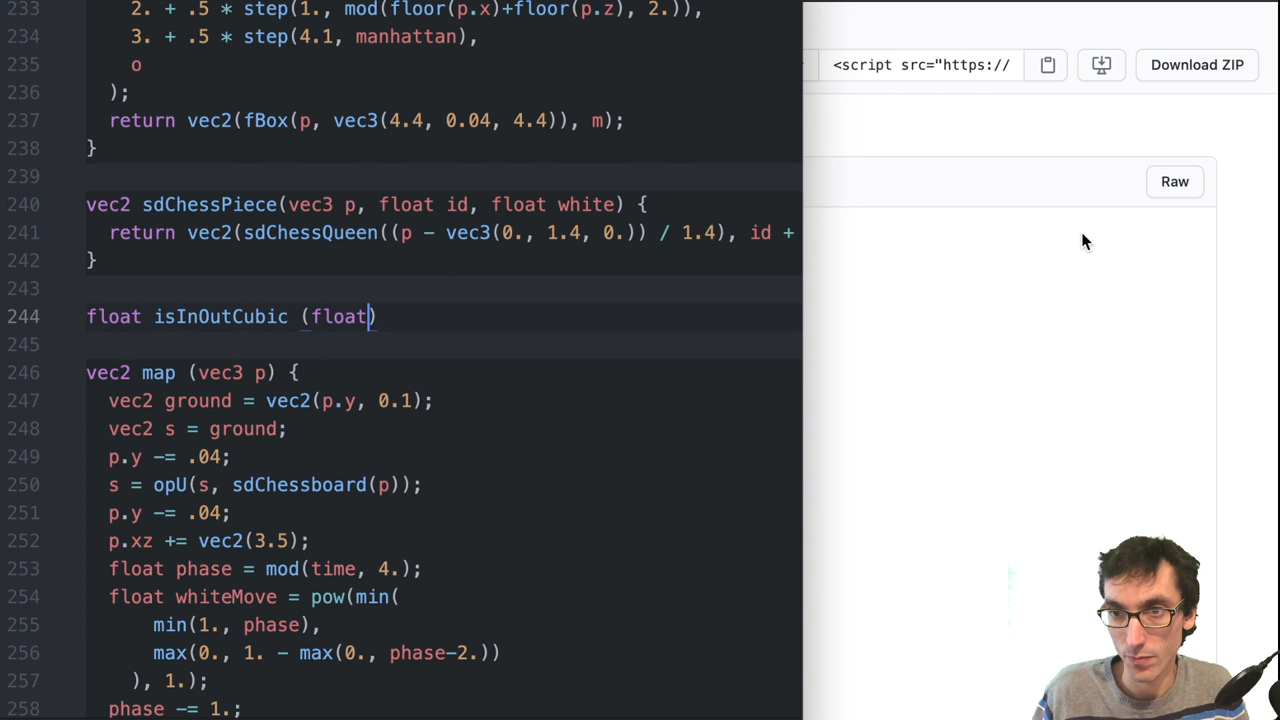 233 2. + .5 * step(1., mod(floor(p.x)+floor(p.z), 2.)),
234 3. + .5 * step(4.1, manhattan),
235 o
236 );
237 return vec2(fBox(p, vec3(4.4, 0.04, 4.4)), m);
238 }
239
240 vec2 sdChessPiece(vec3 p, float id, float white) {
241 return vec2(sdChessQueen((p - vec3(0., 1.4, 0.)) / 1.4), id +
242 }
243
244 float isInOutCubic (float)
245
246 vec2 map (vec3 p) {
247 vec2 ground = vec2(p.y, 0.1);
248 vec2 s = ground;
249 p.y -= .04;
250 s = opU(s, sdChessboard(p));
251 p.y -= .04;
252 p.xz += vec2(3.5);
253 float phase = mod(time, 4.);
254 float whiteMove = pow(min(
255 min(1., phase),
256 max(0., 1. - max(0., phase-2.))
257 ), 1.);
258 phase -= 1.;
<script src="https://
Download ZIP
Raw